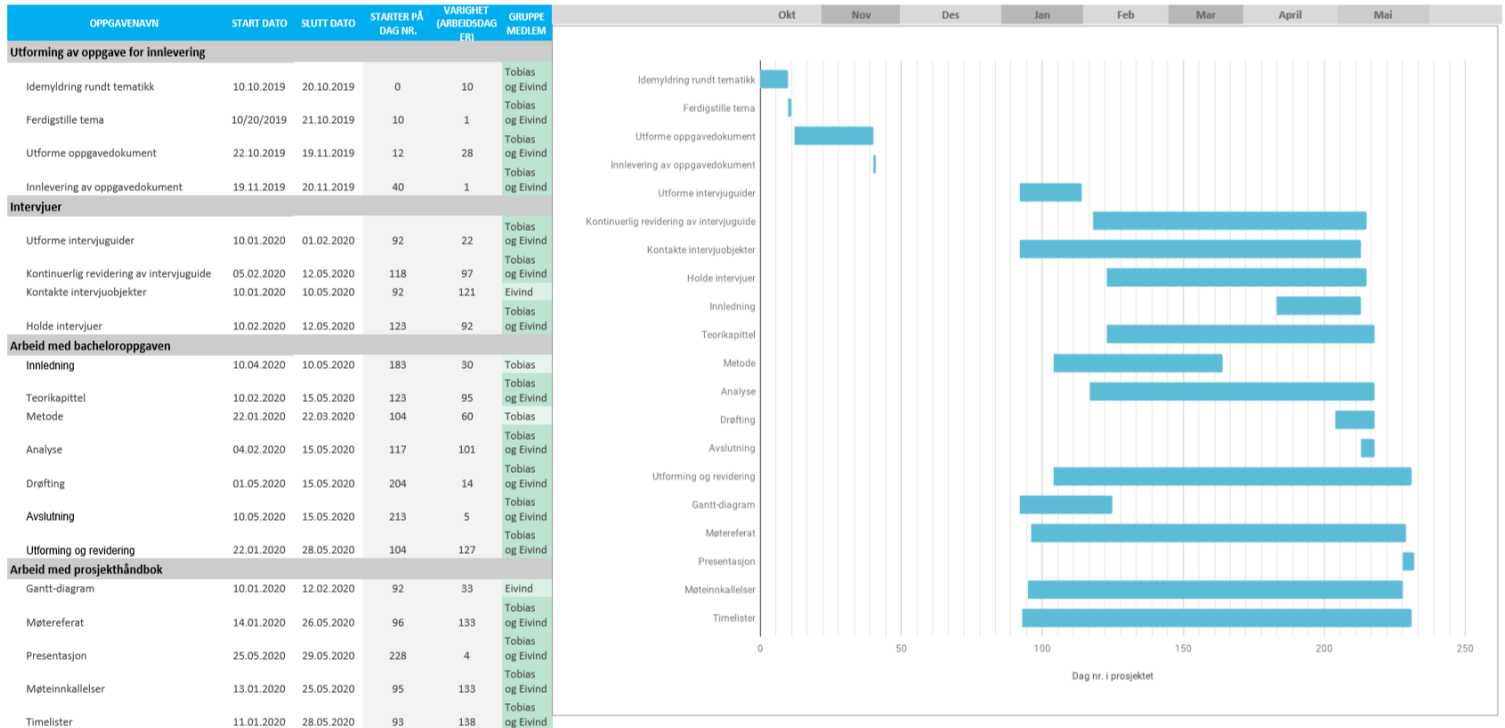 OPPGAVENAVN START DATO SLUTT DATO STARTER PÅ DAG NR. VARIGHET (ARBEIDSDAGER) GRUPPE MEDLEM
Utforming av oppgave for innlevering
Idemyldring rundt tematikk 10.10.2019 20.10.2019 0 10 Tobias og Eivind
Ferdigstille tema 10/20/2019 21.10.2019 10 1 Tobias og Eivind
Utforme oppgavedokument 22.10.2019 19.11.2019 12 28 Tobias og Eivind
Innlevering av oppgavedokument 19.11.2019 20.11.2019 40 1 Tobias og Eivind
Intervjuer
Utforme intervjuguider 10.01.2020 01.02.2020 92 22 Tobias og Eivind
Kontinuerlig revidering av intervjuguide 05.02.2020 12.05.2020 118 97 Tobias og Eivind
Kontakte intervjuobjekter 10.01.2020 10.05.2020 92 121 Eivind
Holde intervjuer 10.02.2020 12.05.2020 123 92 Tobias og Eivind
Arbeid med bacheloroppgaven
Innledning 10.04.2020 10.05.2020 183 30 Tobias
Teorikapittel 10.02.2020 15.05.2020 123 95 Tobias og Eivind
Metode 22.01.2020 22.03.2020 104 60 Tobias
Analyse 04.02.2020 15.05.2020 117 101 Tobias og Eivind
Drøfting 01.05.2020 15.05.2020 204 14 Tobias og Eivind
Avslutning 10.05.2020 15.05.2020 213 5 Tobias og Eivind
Utforming og revidering 22.01.2020 28.05.2020 104 127 Tobias og Eivind
Arbeid med prosjekthåndbok
Gantt-diagram 10.01.2020 12.02.2020 92 33 Eivind
Møtereferat 14.01.2020 26.05.2020 96 133 Tobias og Eivind
Presentasjon 25.05.2020 29.05.2020 228 4 Tobias og Eivind
Møteinnkallelser 13.01.2020 25.05.2020 95 133 Tobias og Eivind
Timelister 11.01.2020 28.05.2020 93 138 Tobias og Eivind
Okt Nov Des Jan Feb Mar April Mai
Idemyldring rundt tematikk
Ferdigstille tema
Utforme oppgavedokument
Innlevering av oppgavedokument
Utforme intervjuguider
Kontinuerlig revidering av intervjuguide
Kontakte intervjuobjekter
Holde intervjuer
Innledning
Teorikapittel
Metode
Analyse
Drøfting
Avslutning
Utforming og revidering
Gantt-diagram
Møtereferat
Presentasjon
Møteinnkallelser
Timelister
0 50 100 150 200 250
Dag nr. i prosjektet